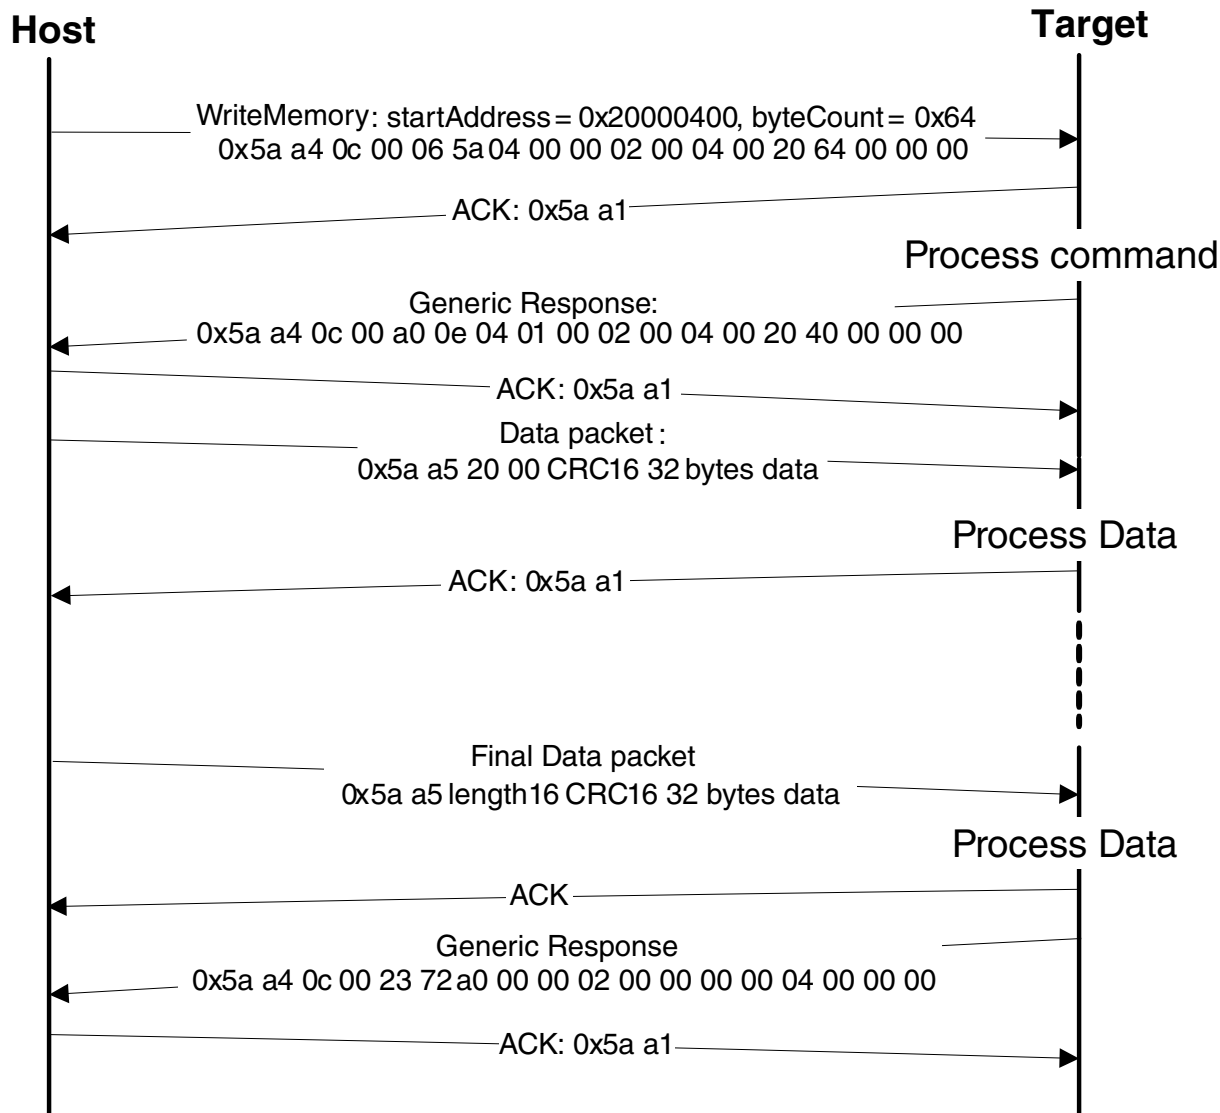 Host
Target
WriteMemory: startAddress = 0x20000400, byteCount = 0x64
0x5a a4 0c 00 06 5a 04 00 00 02 00 04 00 20 64 00 00 00
ACK: 0x5a a1
Process command
Generic Response:
0x5a a4 0c 00 a0 0e 04 01 00 02 00 04 00 20 40 00 00 00
ACK: 0x5a a1
Data packet :
0x5a a5 20 00 CRC16 32 bytes data
Process Data
ACK: 0x5a a1
Final Data packet
0x5a a5 length16 CRC16 32 bytes data
Process Data
ACK
Generic Response
0x5a a4 0c 00 23 72 a0 00 00 02 00 00 00 00 04 00 00 00
ACK: 0x5a a1